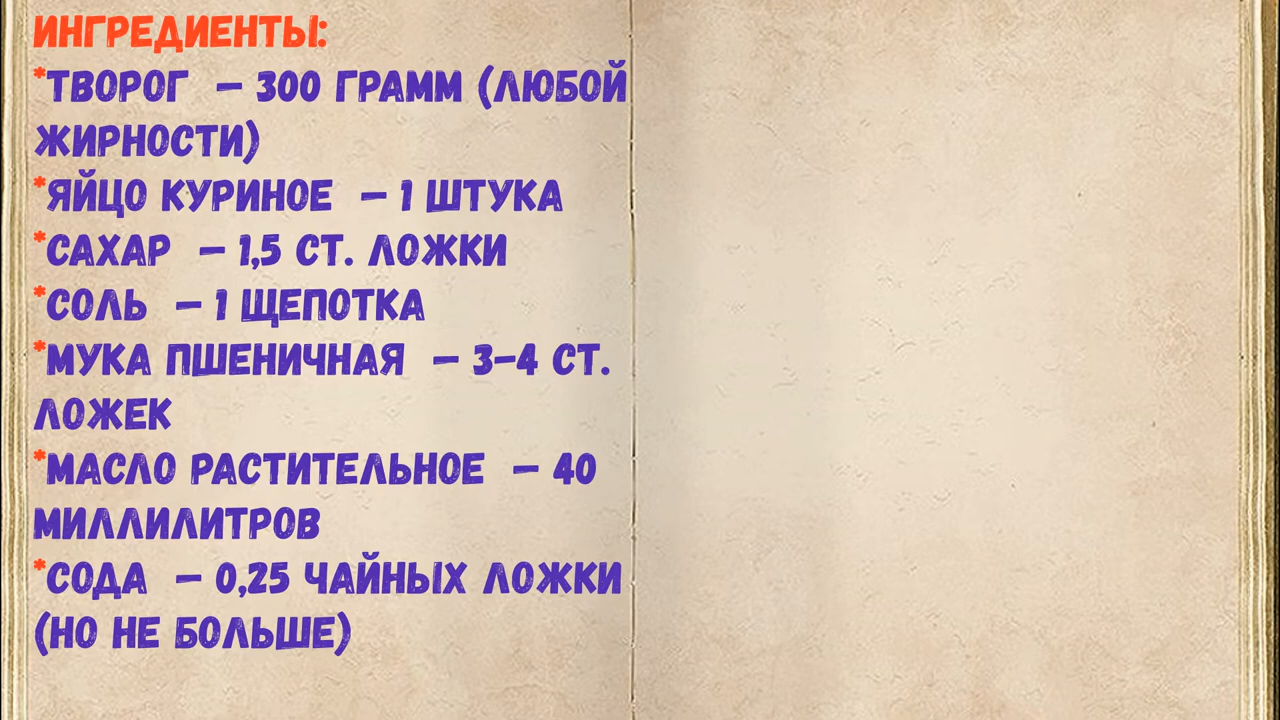 ИНГРЕДИЕНТЫ:
*ТВОРОГ – 300 ГРАММ (ЛЮБОЙ
ЖИРНОСТИ)
*ЯЙЦО КУРИНОЕ – 1 ШТУКА
*САХАР – 1,5 СТ. ЛОЖКИ
*СОЛЬ – 1 ЩЕПОТКА
*МУКА ПШЕНИЧНАЯ – 3-4 СТ.
ЛОЖЕК
*МАСЛО РАСТИТЕЛЬНОЕ – 40
МИЛЛИЛИТРОВ
*СОДА – 0,25 ЧАЙНЫХ ЛОЖКИ
(НО НЕ БОЛЬШЕ)